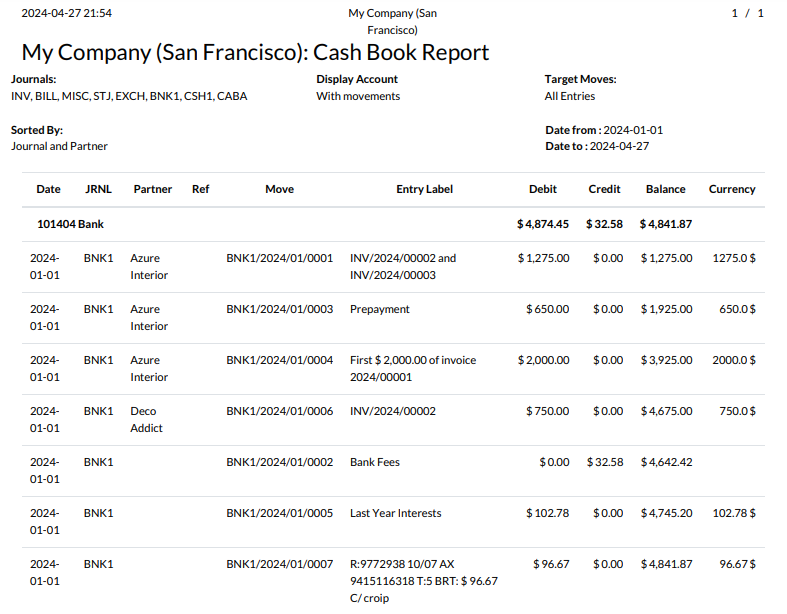 2024-04-27 21:54 My Company (San 1 / 1
Francisco)
My Company (San Francisco): Cash Book Report
Journals: Display Account Target Moves:
INV, BILL, MISC, STJ, EXCH, BNK1, CSH1, CABA With movements All Entries
Sorted By: Date from : 2024-01-01
Journal and Partner Date to : 2024-04-27
Date JRNL Partner Ref Move Entry Label Debit Credit Balance Currency
101404 Bank $ 4,874.45 $ 32.58 $ 4,841.87
2024- BNK1 Azure BNK1/2024/01/0001 INV/2024/00002 and $ 1,275.00 $ 0.00 $ 1,275.00 1275.0 $
01-01 Interior INV/2024/00003
2024- BNK1 Azure BNK1/2024/01/0003 Prepayment $ 650.00 $ 0.00 $ 1,925.00 650.0 $
01-01 Interior
2024- BNK1 Azure BNK1/2024/01/0004 First $ 2,000.00 of invoice $ 2,000.00 $ 0.00 $ 3,925.00 2000.0 $
01-01 Interior 2024/00001
2024- BNK1 Deco BNK1/2024/01/0006 INV/2024/00002 $ 750.00 $ 0.00 $ 4,675.00 750.0 $
01-01 Addict
2024- BNK1 BNK1/2024/01/0002 Bank Fees $ 0.00 $ 32.58 $ 4,642.42
01-01
2024- BNK1 BNK1/2024/01/0005 Last Year Interests $ 102.78 $ 0.00 $ 4,745.20 102.78 $
01-01
2024- BNK1 BNK1/2024/01/0007 R:9772938 10/07 AX $ 96.67 $ 0.00 $ 4,841.87 96.67 $
01-01 9415116318 T:5 BRT: $ 96.67
C/ croip